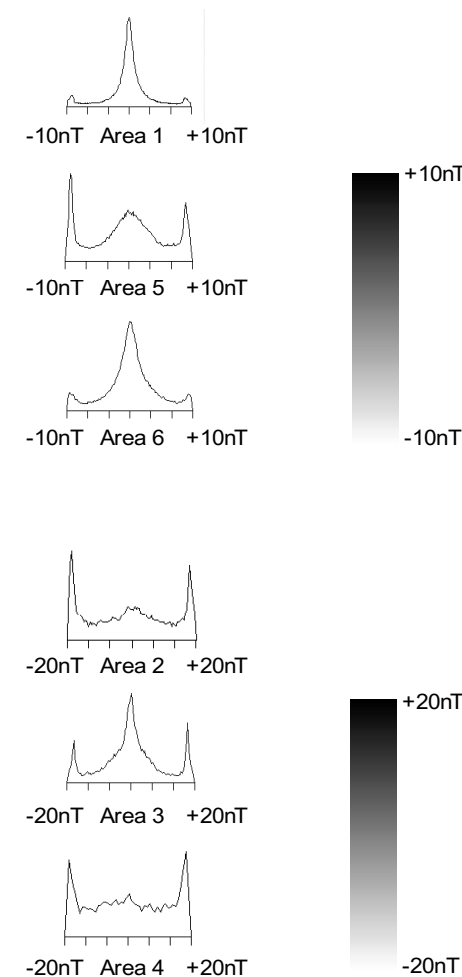 -10nT Area 1 +10nT
+10nT
-10nT Area 5 +10nT
-10nT Area 6 +10nT
-10nT
-20nT Area 2 +20nT
+20nT
-20nT Area 3 +20nT
-20nT Area 4 +20nT
-20nT